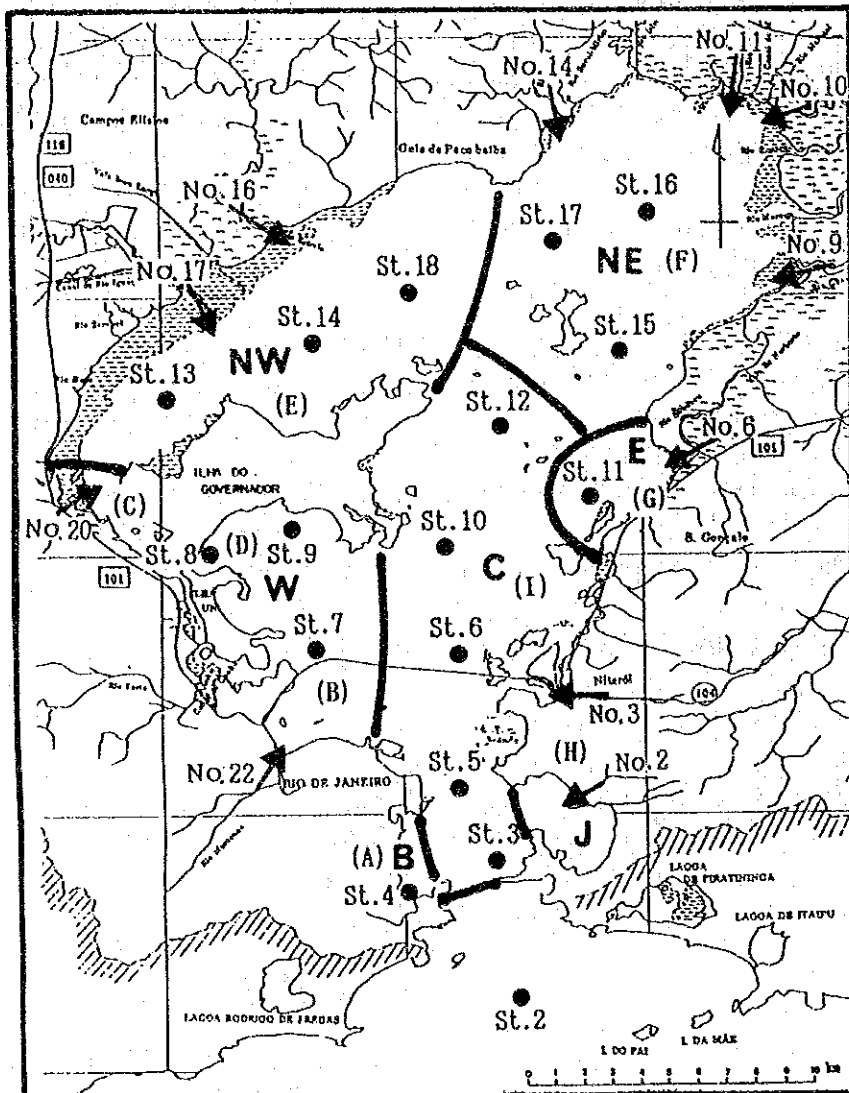 No.11
No.14
No.10
Campos Elíseos
Guia de Pacobaíba
116
040
No.16
St.16
St.17
No.9
NE (F)
No.17
St.18
St.14
St.15
NW
St.13
(E)
St.12
No.6
E
101
St.11
(G)
ILHA DO
GOVERNADOR
(C)
No.20
St.10
S. Gonçalo
St.8
(D)
St.9
C
(I)
101
W
St.7
St.6
(B)
Niterói
104
No.3
(H)
No.2
St.5
No.22
RIO DE JANEIRO
J
St.3
(A) B
St.4
LAGOA
DE PIRATININGA
LAGOA DE ITAIPU
St.2
LAGOA RODRIGO DE FREITAS
I. DO PAI
I. DA MÃE
0 1 2 3 4 5 6 7 8 9 10 km